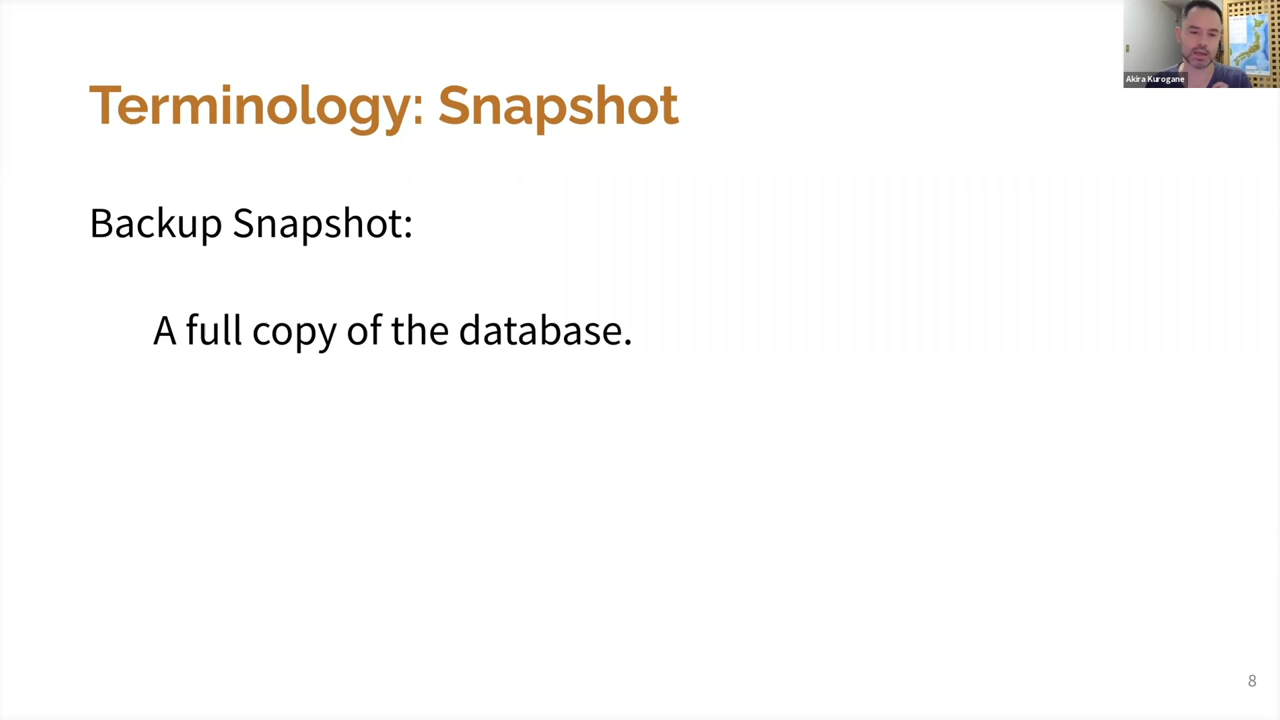 Terminology: Snapshot
Backup Snapshot:
A full copy of the database.
Akira Kurogane
8